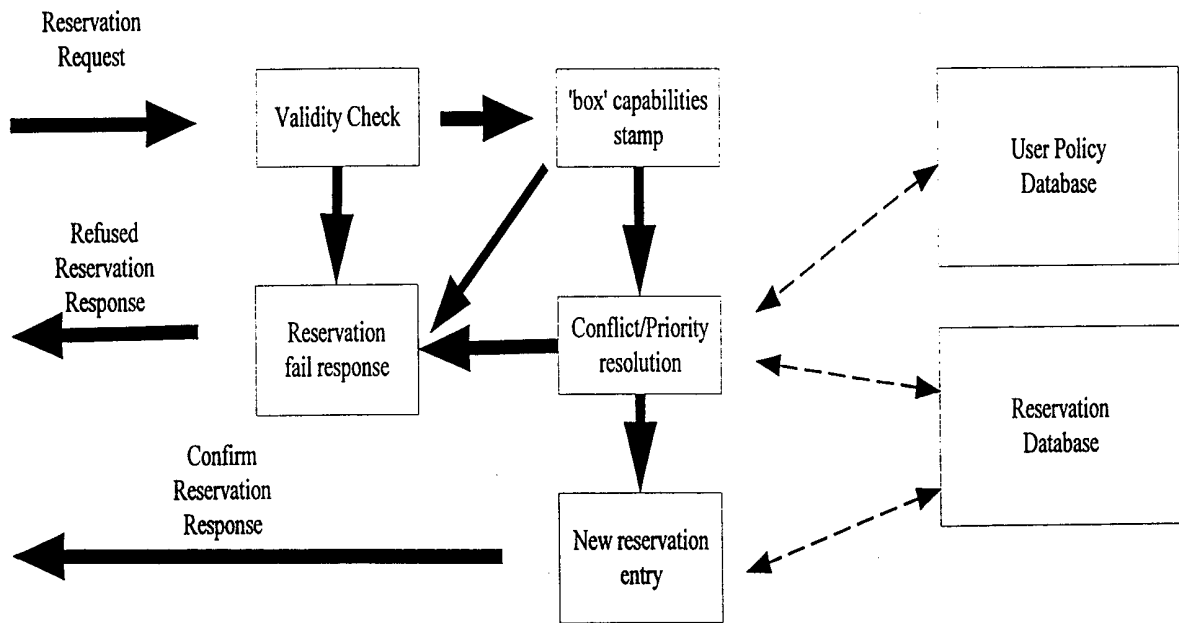 Reservation
Request
Validity Check
'box' capabilities
stamp
User Policy
Database
Refused
Reservation
Response
Reservation
fail response
Conflict/Priority
resolution
Reservation
Database
Confirm
Reservation
Response
New reservation
entry